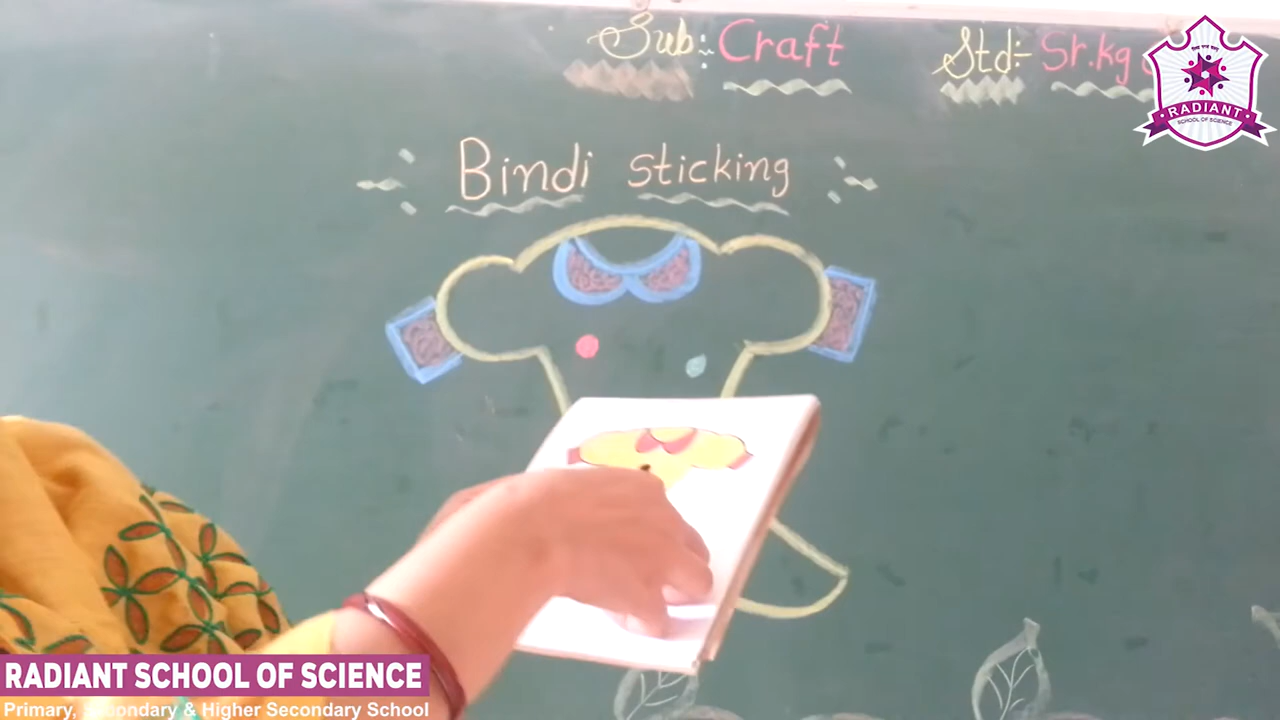 Sub:- Craft
Std:- Sr.kg
Bindi sticking
RADIANT
SCHOOL OF SCIENCE
RADIANT SCHOOL OF SCIENCE
Primary, Secondary & Higher Secondary School